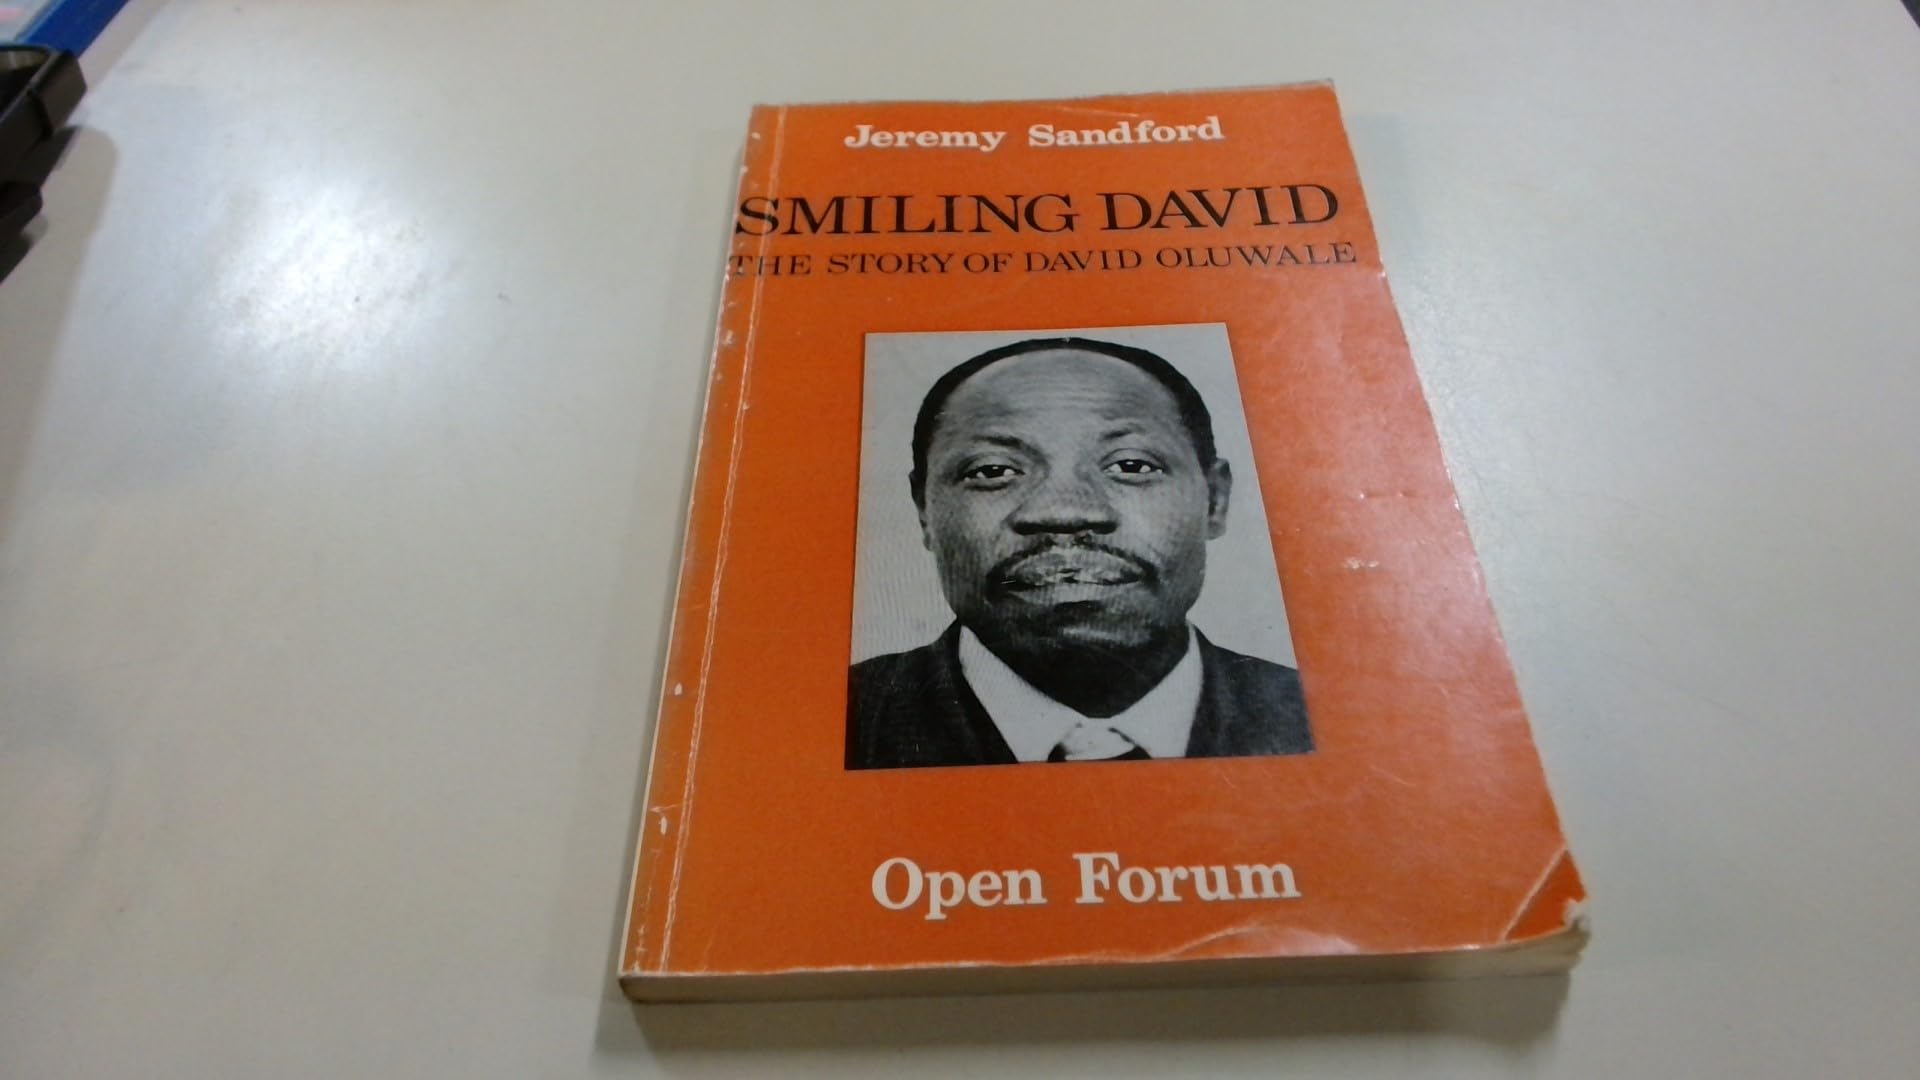 Jeremy Sandford
SMILING DAVID
THE STORY OF DAVID OLUWALE
Open Forum